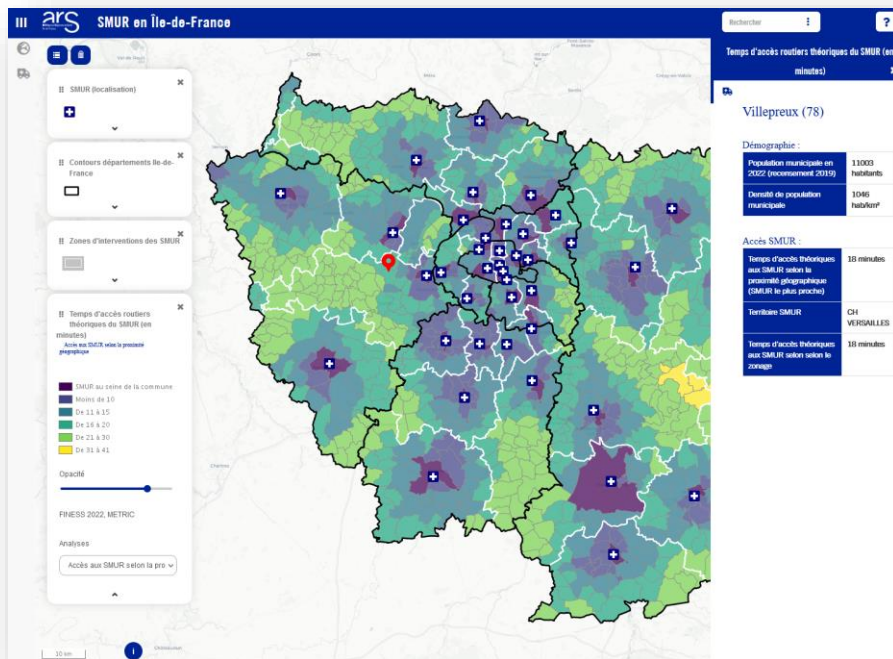 ars
SMUR en Île-de-France
Rechercher
?
SMUR (localisation)
Contours départements Ile-de-
France
Zones d'interventions des SMUR
Temps d'accès routiers
théoriques du SMUR (en
minutes)
Accès aux SMUR selon la proximité
géographique
SMUR au seine de la commune
Moins de 10
De 11 à 15
De 16 à 20
De 21 à 30
De 31 à 41
Opacité
FINESS 2022, METRIC
Analyses
Accès aux SMUR selon la pro
10 km
i
Temps d'accès routiers théoriques du SMUR (en
minutes)
Villepreux (78)
Démographie :
Population municipale en
2022 (recensement 2019)
11003
habitants
Densité de population
municipale
1046
hab/km²
Accès SMUR :
Temps d'accès théoriques
aux SMUR selon la
proximité géographique
(SMUR le plus proche)
18 minutes
Territoire SMUR
CH
VERSAILLES
Temps d'accès théoriques
aux SMUR selon selon le
zonage
18 minutes